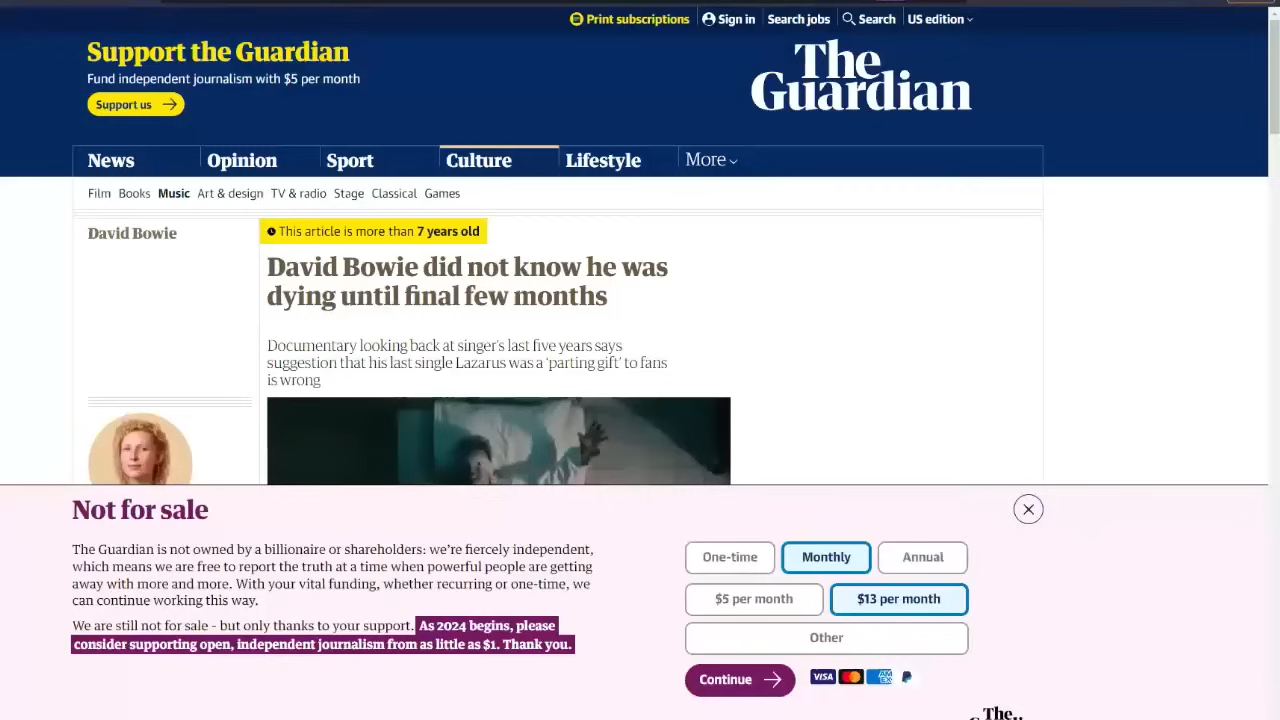 Print subscriptions
Sign in
Search jobs
Search
US edition
Support the Guardian
Fund independent journalism with $5 per month
Support us
The
Guardian
News
Opinion
Sport
Culture
Lifestyle
More
Film Books Music Art & design TV & radio Stage Classical Games
David Bowie
This article is more than 7 years old
David Bowie did not know he was
dying until final few months
Documentary looking back at singer's last five years says
suggestion that his last single Lazarus was a ‘parting gift’ to fans
is wrong
Not for sale
The Guardian is not owned by a billionaire or shareholders: we’re fiercely independent,
which means we are free to report the truth at a time when powerful people are getting
away with more and more. With your vital funding, whether recurring or one-time, we
can continue working this way.
We are still not for sale – but only thanks to your support. As 2024 begins, please
consider supporting open, independent journalism from as little as $1. Thank you.
One-time
Monthly
Annual
$5 per month
$13 per month
Other
Continue
VISA
AM
EX
The